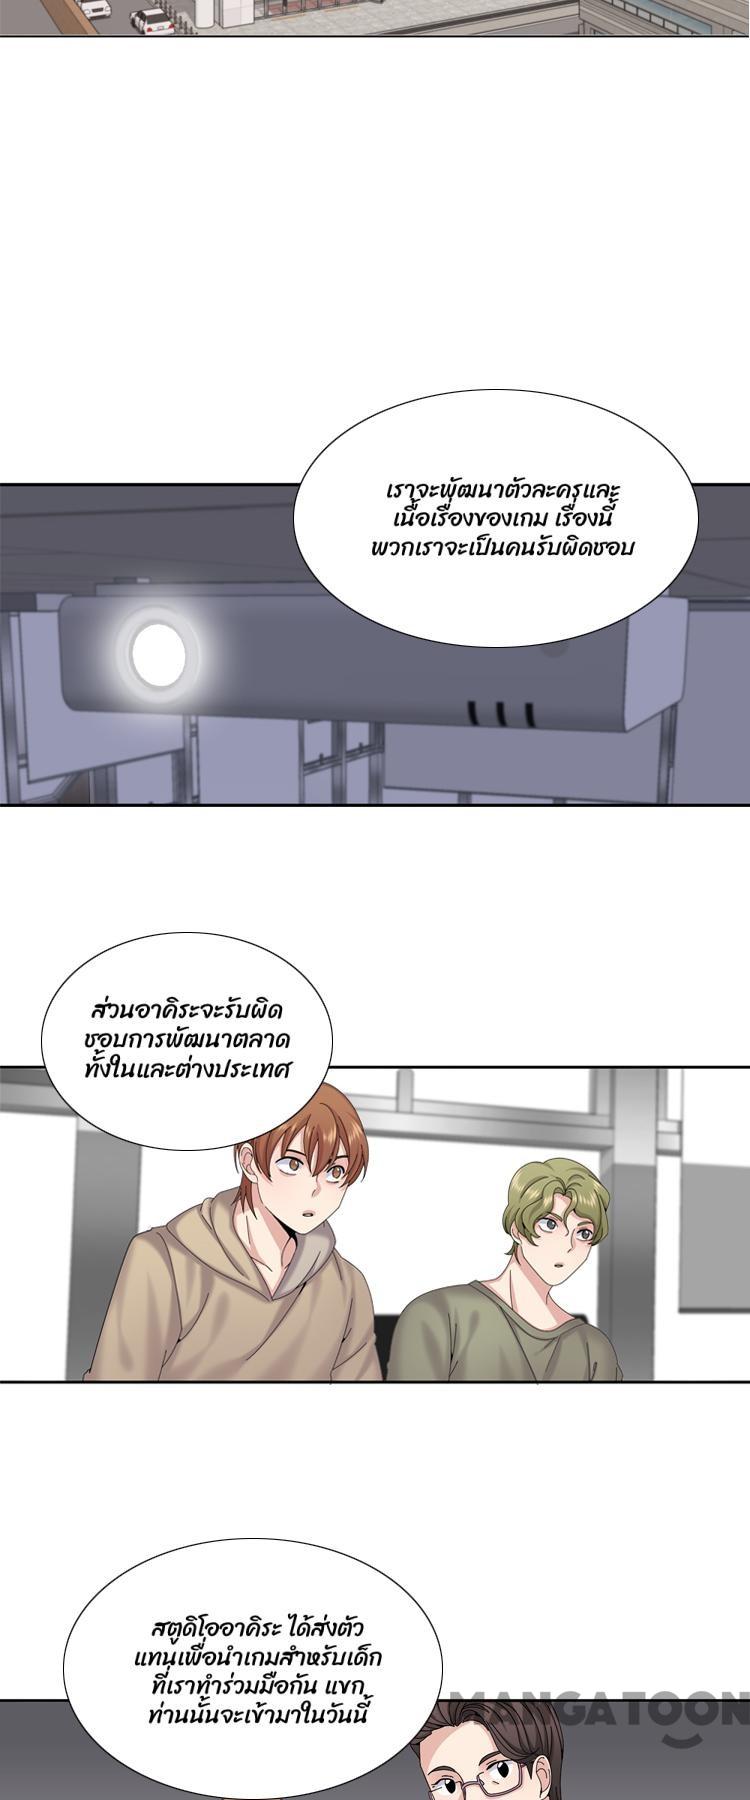 เราจะพัฒนาตัวละครและ
เนื้อเรื่องของเกม เรื่องนี้
พวกเราจะเป็นคนรับผิดชอบ
ส่วนอาคิระจะรับผิด
ชอบการพัฒนาตลาด
ทั้งในและต่างประเทศ
สตูดิโออาคิระ ได้ส่งตัว
แทนเพื่อนำเกมสำหรับเด็ก
ที่เราทำร่วมมือกัน แขก
ท่านนั้นจะเข้ามาในวันนี้
MANGATOON